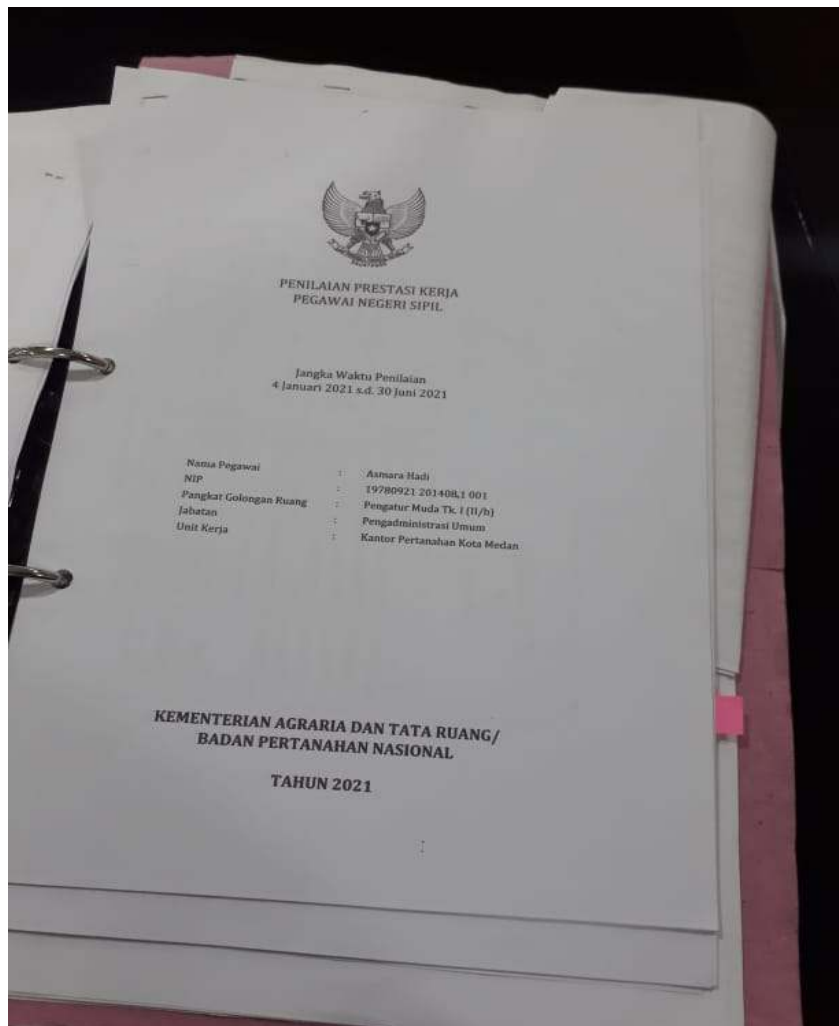 PENILAIAN PRESTASI KERJA
PEGAWAI NEGERI SIPIL
Jangka Waktu Penilaian
4 Januari 2021 s.d. 30 Juni 2021
Nama Pegawai : Asmara Hadi
NIP : 19780921 201408 1 001
Pangkat Golongan Ruang : Pengatur Muda Tk. I (II/b)
Jabatan : Pengadministrasi Umum
Unit Kerja : Kantor Pertanahan Kota Medan
KEMENTERIAN AGRARIA DAN TATA RUANG/
BADAN PERTANAHAN NASIONAL
TAHUN 2021